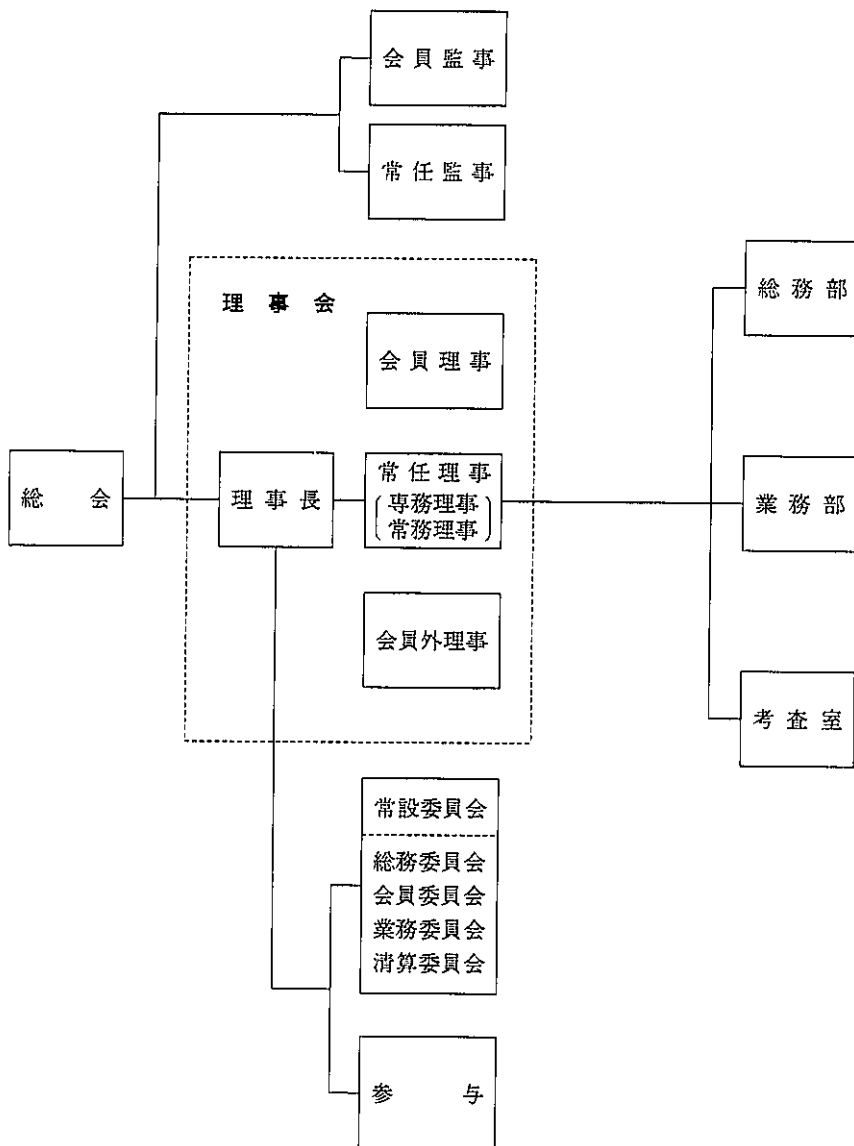 会員監事
常任監事
理事会
会員理事
総会
理事長
常任理事
(専務理事
常務理事)
会員外理事
総務部
業務部
考査室
常設委員会
総務委員会
会員委員会
業務委員会
清算委員会
参与